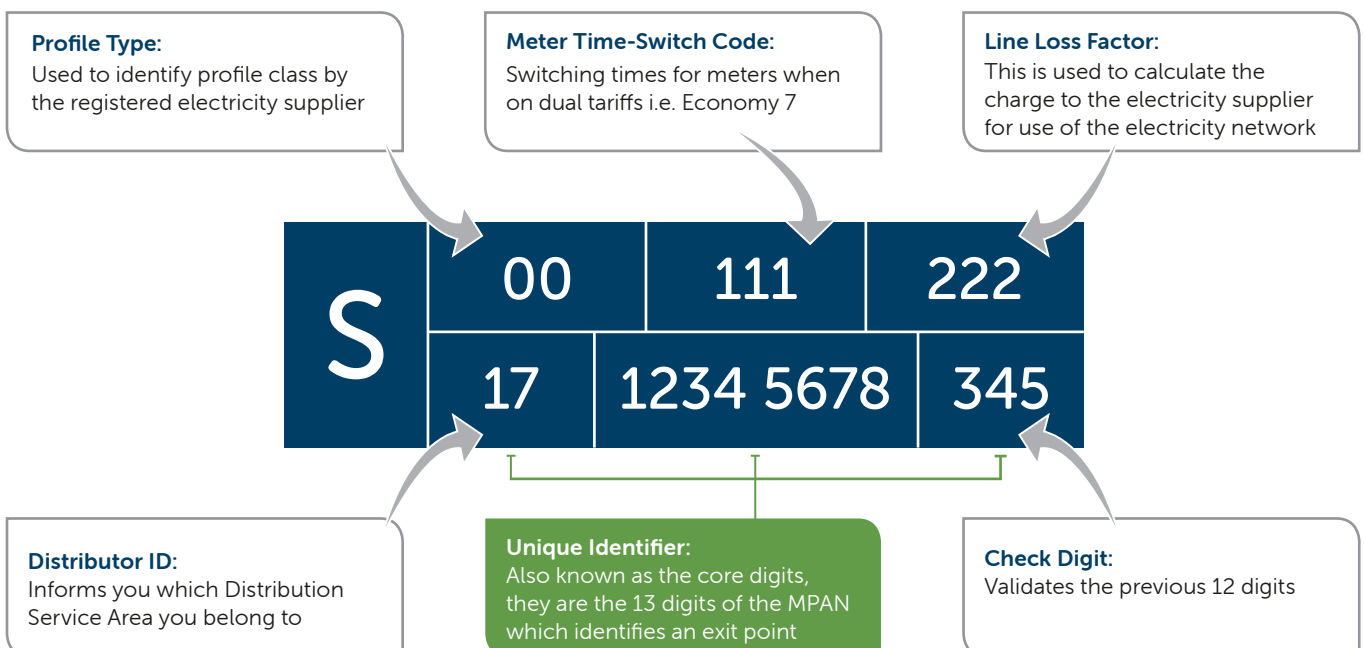 Profile Type:
Used to identify profile class by
the registered electricity supplier
Meter Time-Switch Code:
Switching times for meters when
on dual tariffs i.e. Economy 7
Line Loss Factor:
This is used to calculate the
charge to the electricity supplier
for use of the electricity network
S
00 111 222
17 1234 5678 345
Distributor ID:
Informs you which Distribution
Service Area you belong to
Unique Identifier:
Also known as the core digits,
they are the 13 digits of the MPAN
which identifies an exit point
Check Digit:
Validates the previous 12 digits